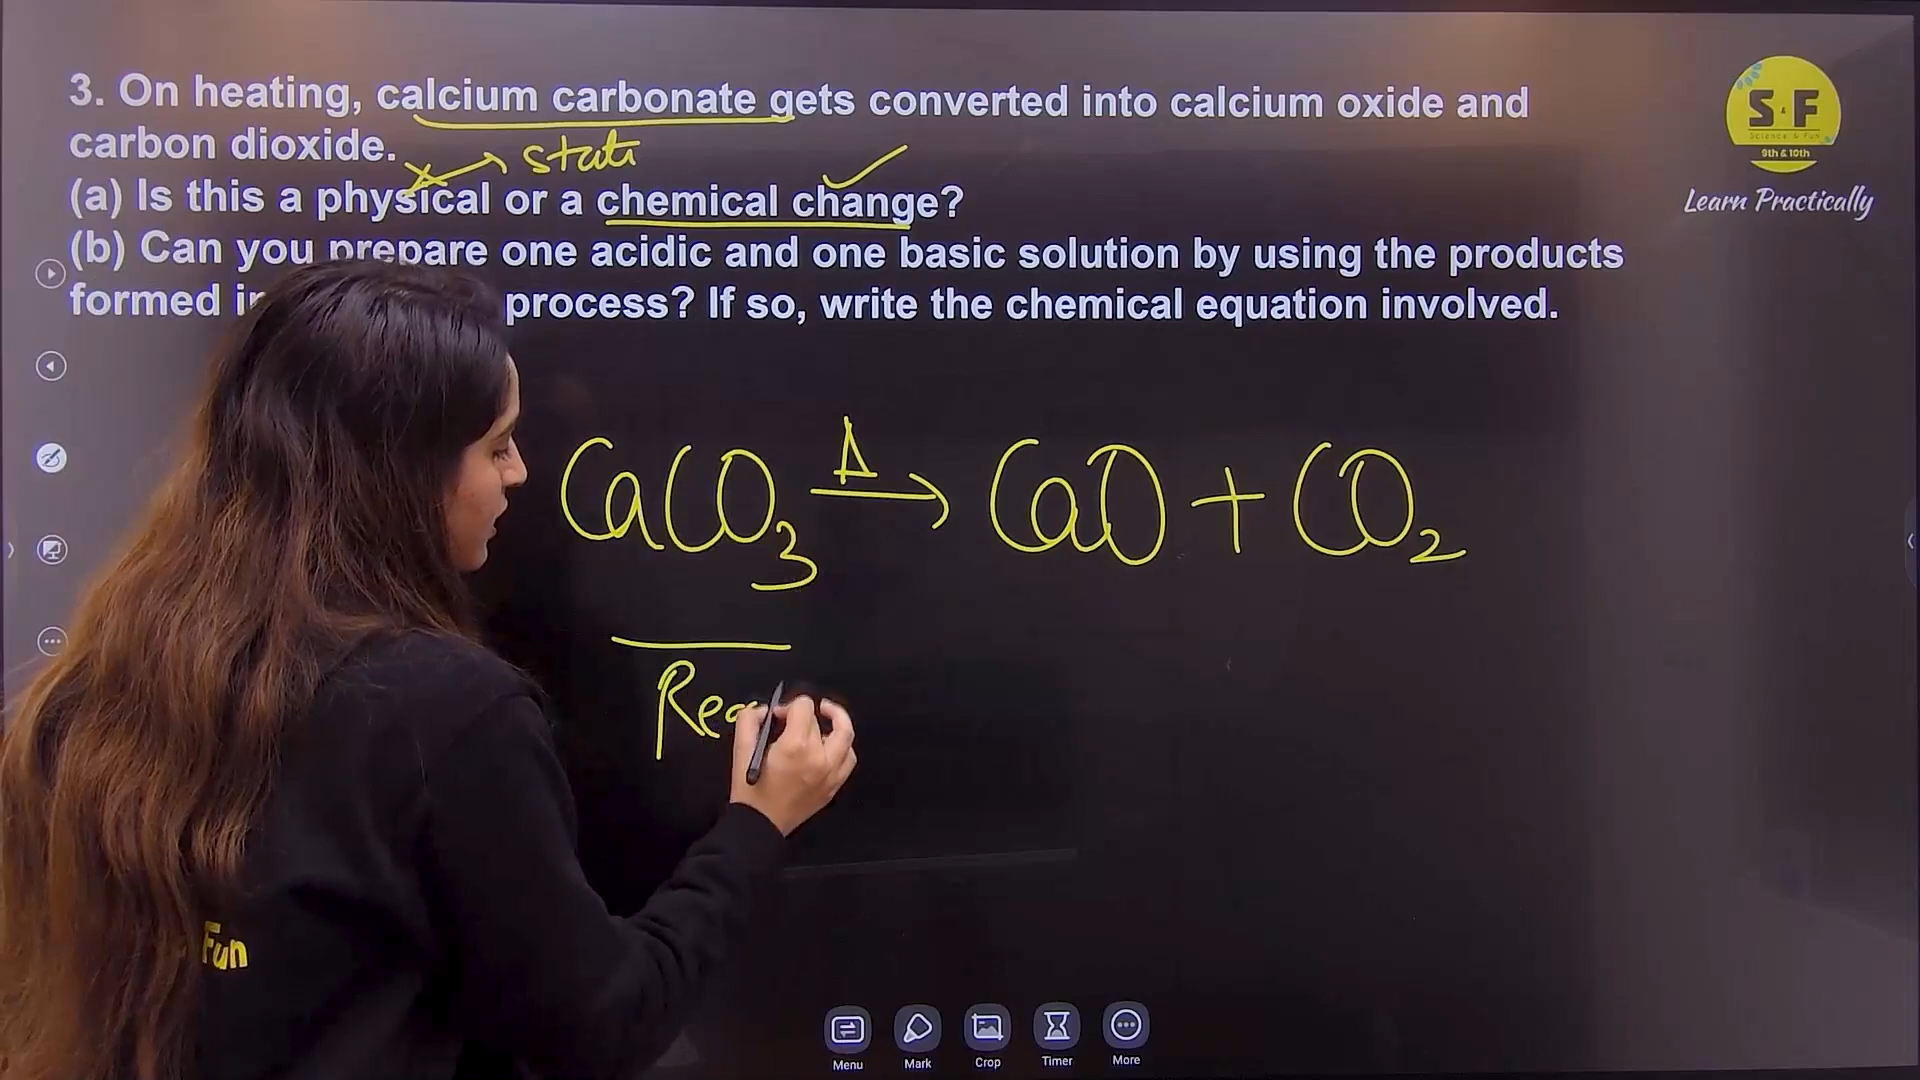 3. On heating, calcium carbonate gets converted into calcium oxide and
carbon dioxide.
state
(a) Is this a physical or a chemical change?
(b) Can you prepare one acidic and one basic solution by using the products
formed process? If so, write the chemical equation involved.
CaCO3 Δ→ CaO + CO2
Rea
S&F
Science & Fun
9th & 10th
Learn Practically
Fun
Menu Mark Crop Timer More